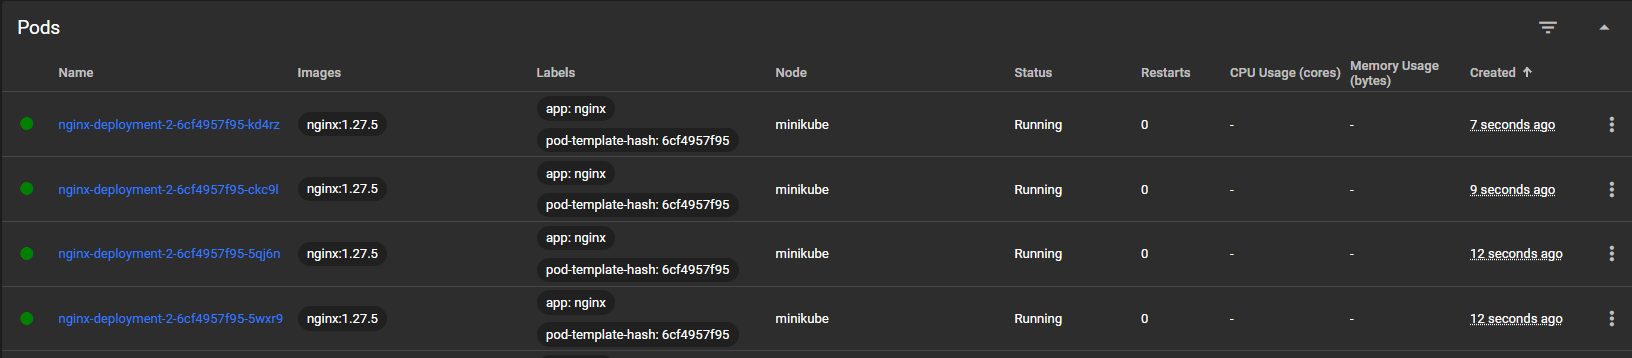 Pods
Name Images Labels Node Status Restarts CPU Usage (cores) Memory Usage (bytes) Created
app: nginx
nginx-deployment-2-6cf4957f95-kd4rz nginx:1.27.5 minikube Running 0 - - 7 seconds ago
pod-template-hash: 6cf4957f95
app: nginx
nginx-deployment-2-6cf4957f95-ckc9l nginx:1.27.5 minikube Running 0 - - 9 seconds ago
pod-template-hash: 6cf4957f95
app: nginx
nginx-deployment-2-6cf4957f95-5qj6n nginx:1.27.5 minikube Running 0 - - 12 seconds ago
pod-template-hash: 6cf4957f95
app: nginx
nginx-deployment-2-6cf4957f95-5wxr9 nginx:1.27.5 minikube Running 0 - - 12 seconds ago
pod-template-hash: 6cf4957f95